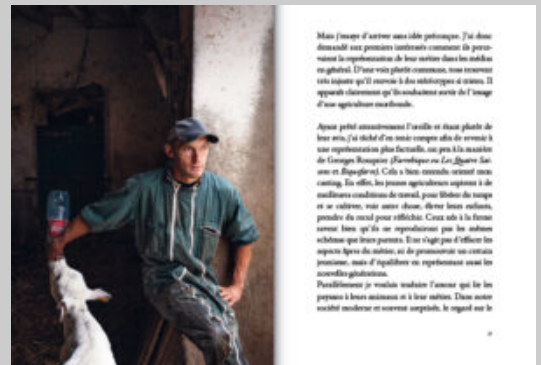 Mais j'essaye d'arriver sans idée préconçue. J'ai donc
demandé aux premiers intéressés comment ils perce-
vaient la représentation de leur métier dans les médias
en général. D'une voix plutôt commune, tous trouvent
très injuste qu'il renvoie à des stéréotypes si tristes. Il
apparaît clairement qu'ils souhaitent sortir de l'image
d'une agriculture moribonde.
Ayant prêté attentivement l'oreille et étant plutôt de
leur avis, j'ai tâché d'en tenir compte afin de revenir à
une représentation plus factuelle, un peu à la manière
de Georges Rouquier (Farrebique ou Les Quatre Sai-
sons et Biquefarre). Cela a bien entendu orienté mon
casting. En effet, les jeunes agriculteurs aspirent à de
meilleures conditions de travail, pour libérer du temps
et se cultiver, voir autre chose, élever leurs enfants,
prendre du recul pour réfléchir. Ceux nés à la ferme
savent bien qu'ils ne reproduiront pas les mêmes
schémas que leurs parents. Il ne s'agit pas d'effacer les
aspects âpres du métier, ni de promouvoir un certain
jeunisme, mais d'équilibrer en représentant aussi les
nouvelles générations.
Parallèlement je voulais traduire l'amour qui lie les
paysans à leurs animaux et à leur métier. Dans notre
société moderne et souvent aseptisée, le regard sur le